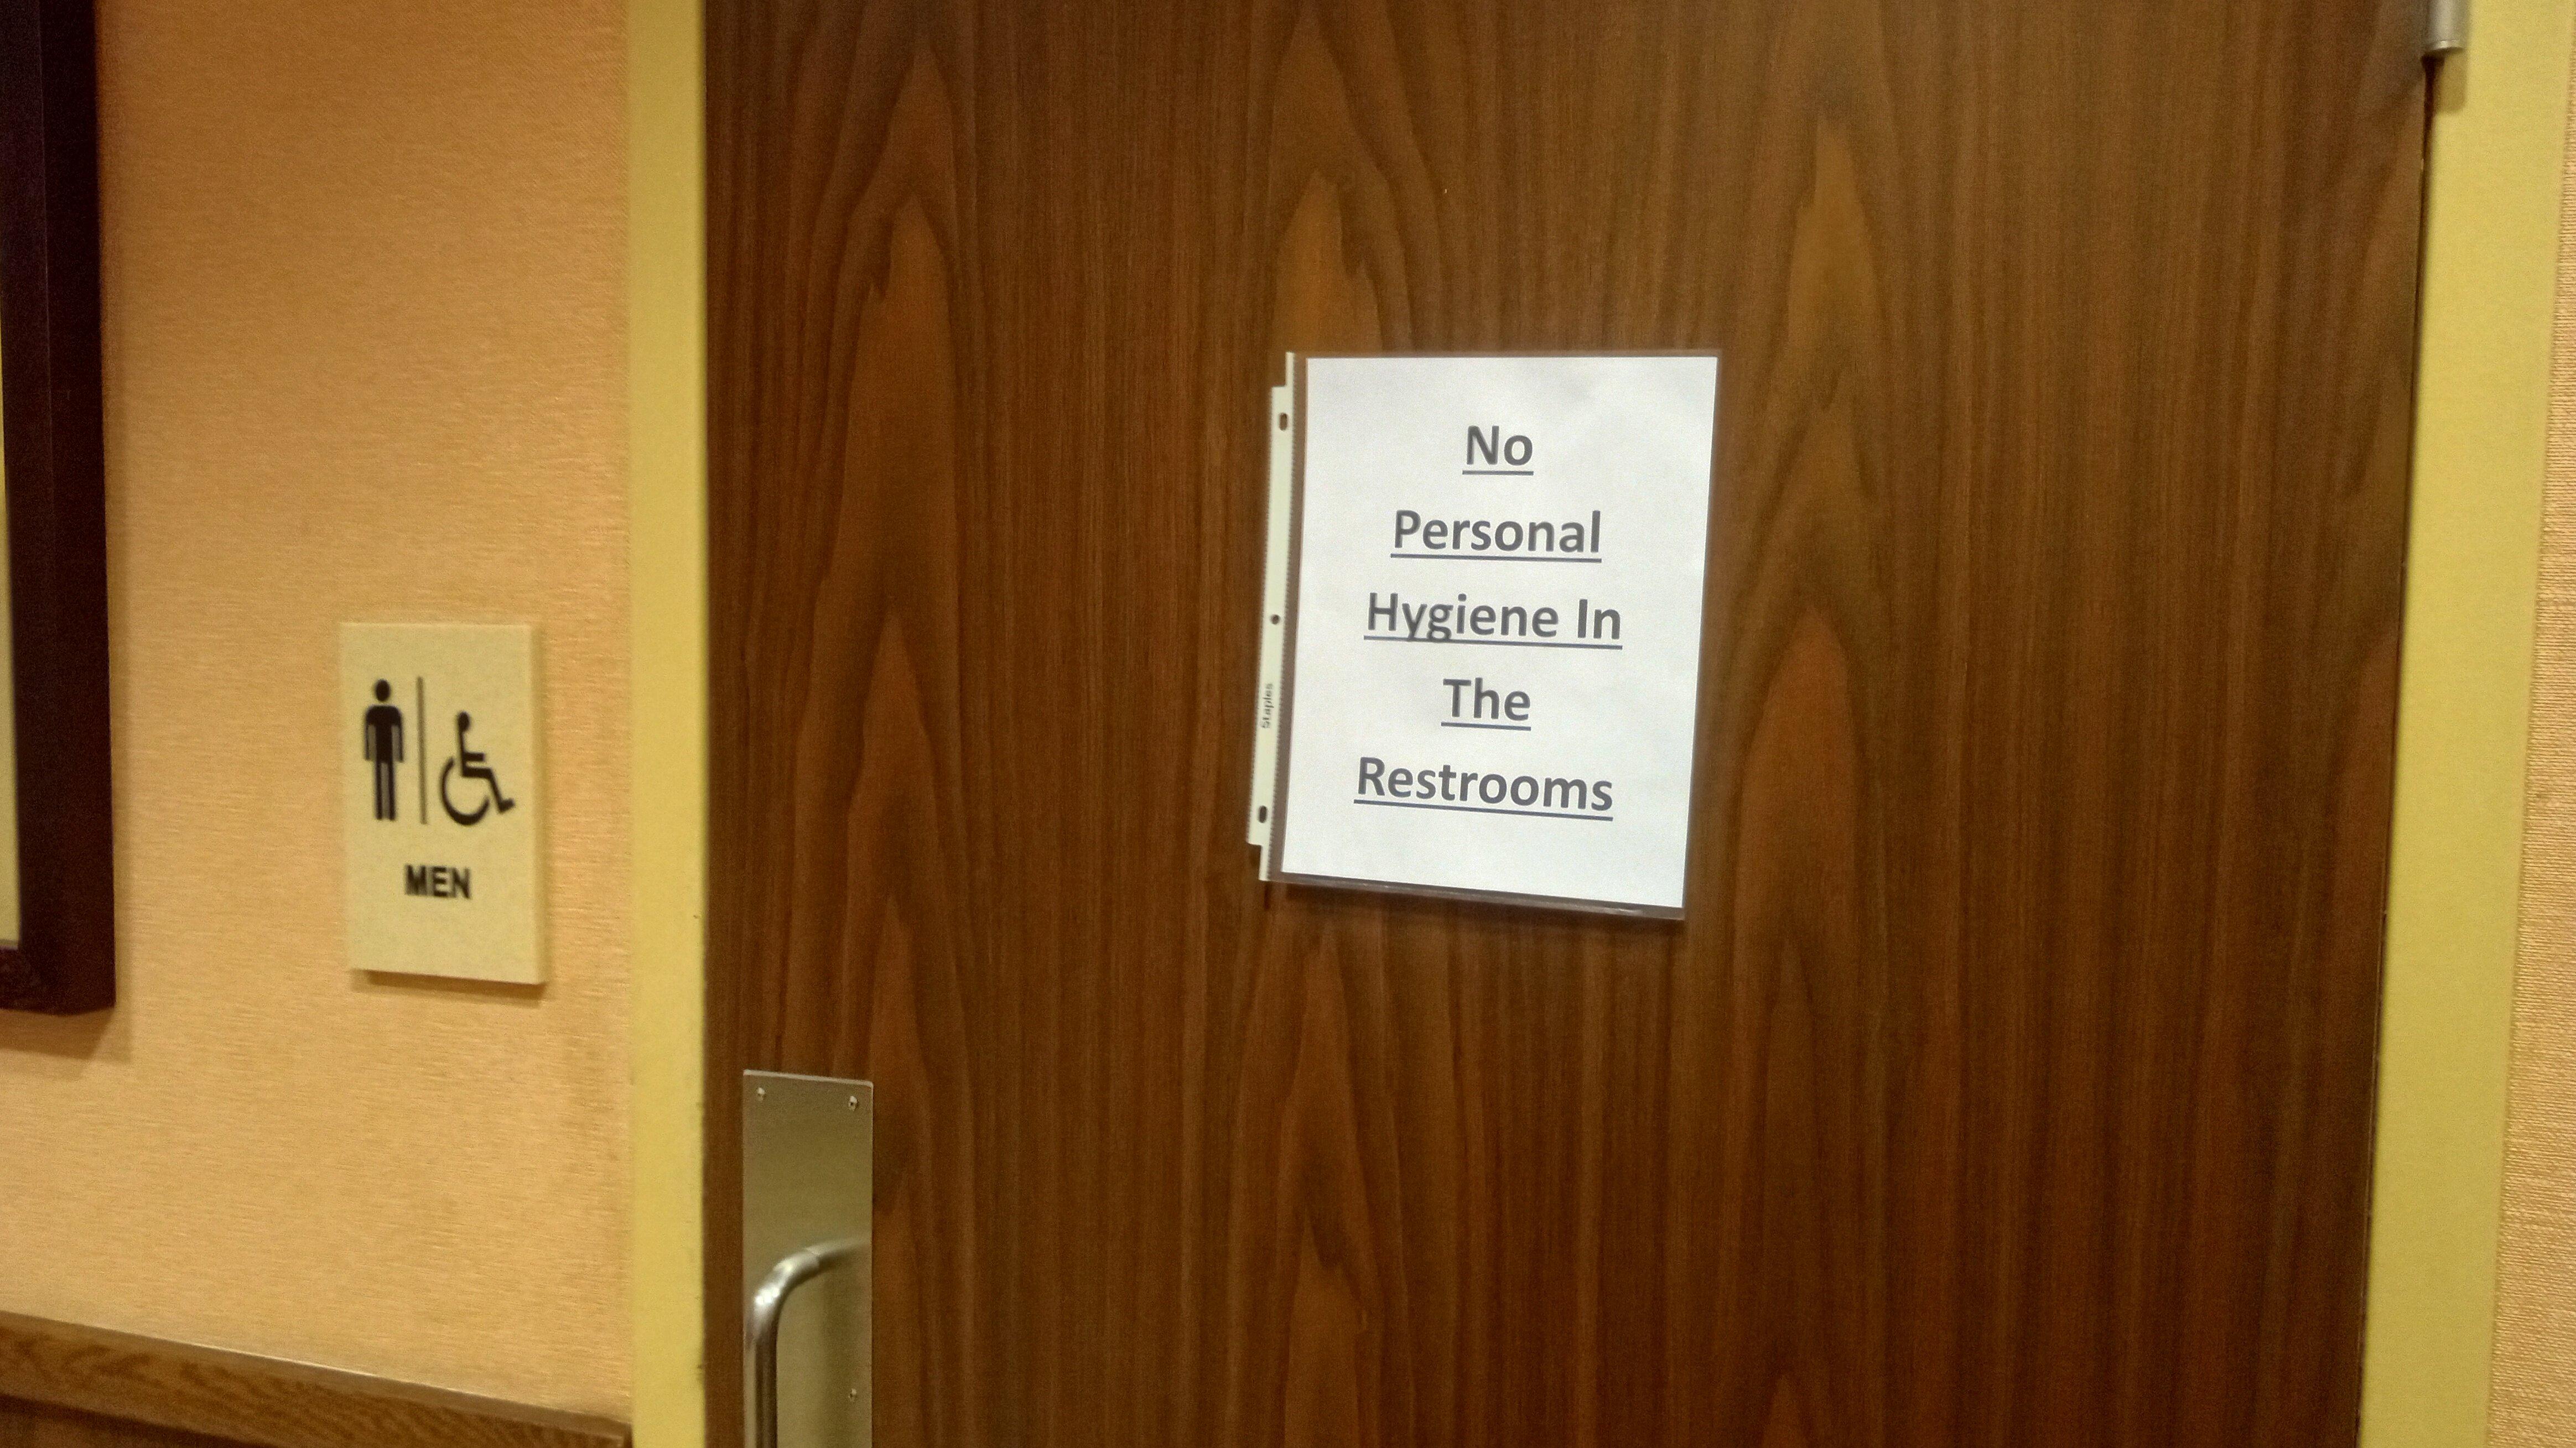 No
Personal
Hygiene In
The
Restrooms
Staples
MEN